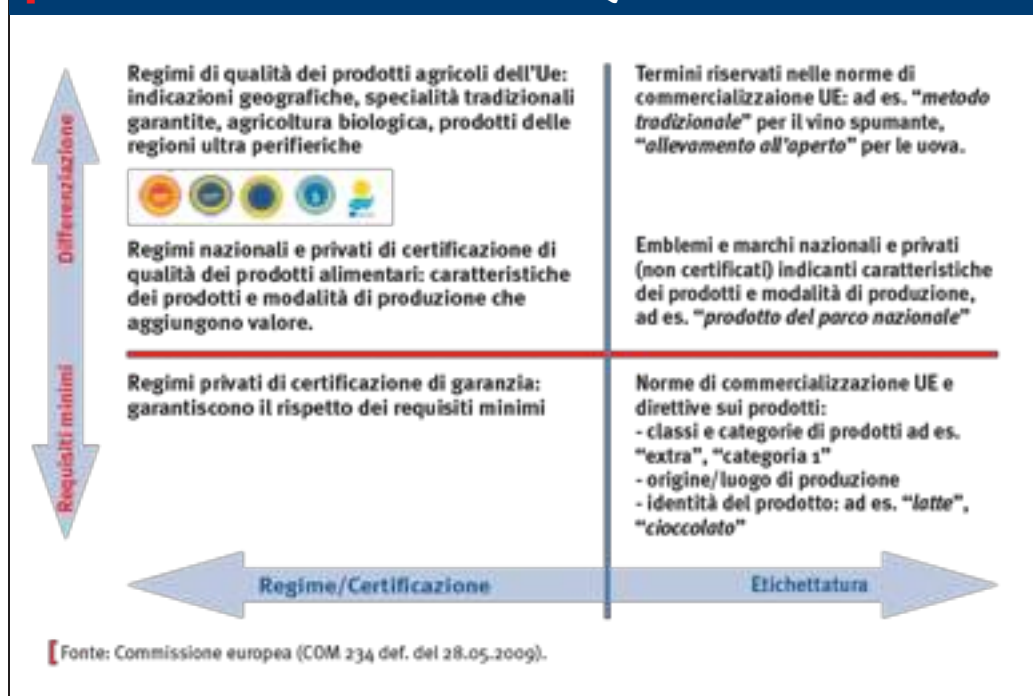 Differenziazione
Requisiti minimi
Regimi di qualità dei prodotti agricoli dell'Ue:
indicazioni geografiche, specialità tradizionali
garantite, agricoltura biologica, prodotti delle
regioni ultra perifieriche
Regimi nazionali e privati di certificazione di
qualità dei prodotti alimentari: caratteristiche
dei prodotti e modalità di produzione che
aggiungono valore.
Termini riservati nelle norme di
commercializzaione UE: ad es. "metodo
tradizionale" per il vino spumante,
"allevamento all'aperto" per le uova.
Emblemi e marchi nazionali e privati
(non certificati) indicanti caratteristiche
dei prodotti e modalità di produzione,
ad es. "prodotto del parco nazionale"
Regimi privati di certificazione di garanzia:
garantiscono il rispetto dei requisiti minimi
Norme di commercializzazione UE e
direttive sui prodotti:
- classi e categorie di prodotti ad es.
"extra", "categoria 1"
- origine/luogo di produzione
- identità del prodotto: ad es. "latte",
"cioccolato"
Regime/Certificazione
Etichettatura
Fonte: Commissione europea (COM 234 def. del 28.05.2009).